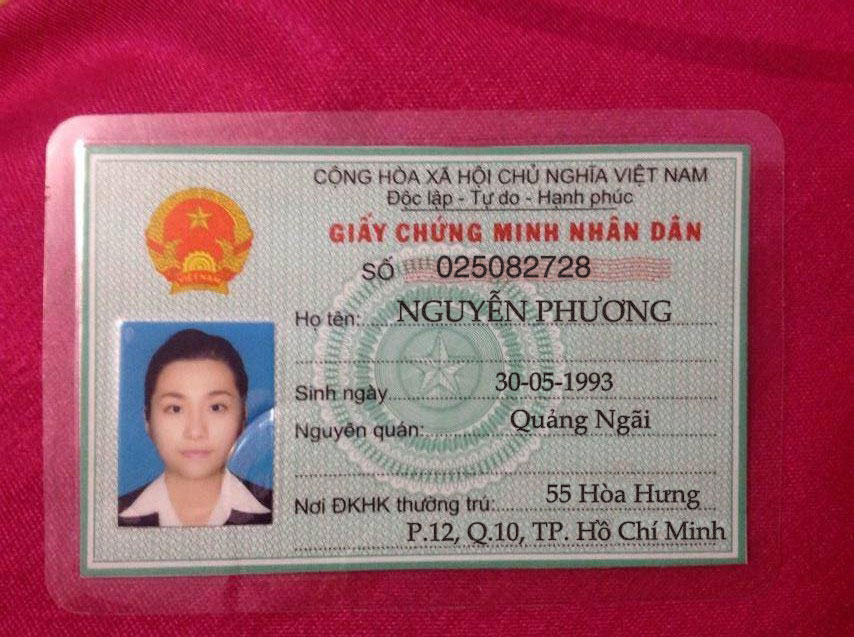 CỘNG HÒA XÃ HỘI CHỦ NGHĨA VIỆT NAM
Độc lập - Tự do - Hạnh phúc
GIẤY CHỨNG MINH NHÂN DÂN
SỐ 025082728
VIETNAM
Họ tên: NGUYỄN PHƯƠNG
Sinh ngày 30-05-1993
Nguyên quán: Quảng Ngãi
Nơi ĐKHK thường trú: 55 Hòa Hưng
P.12, Q.10, TP. Hồ Chí Minh